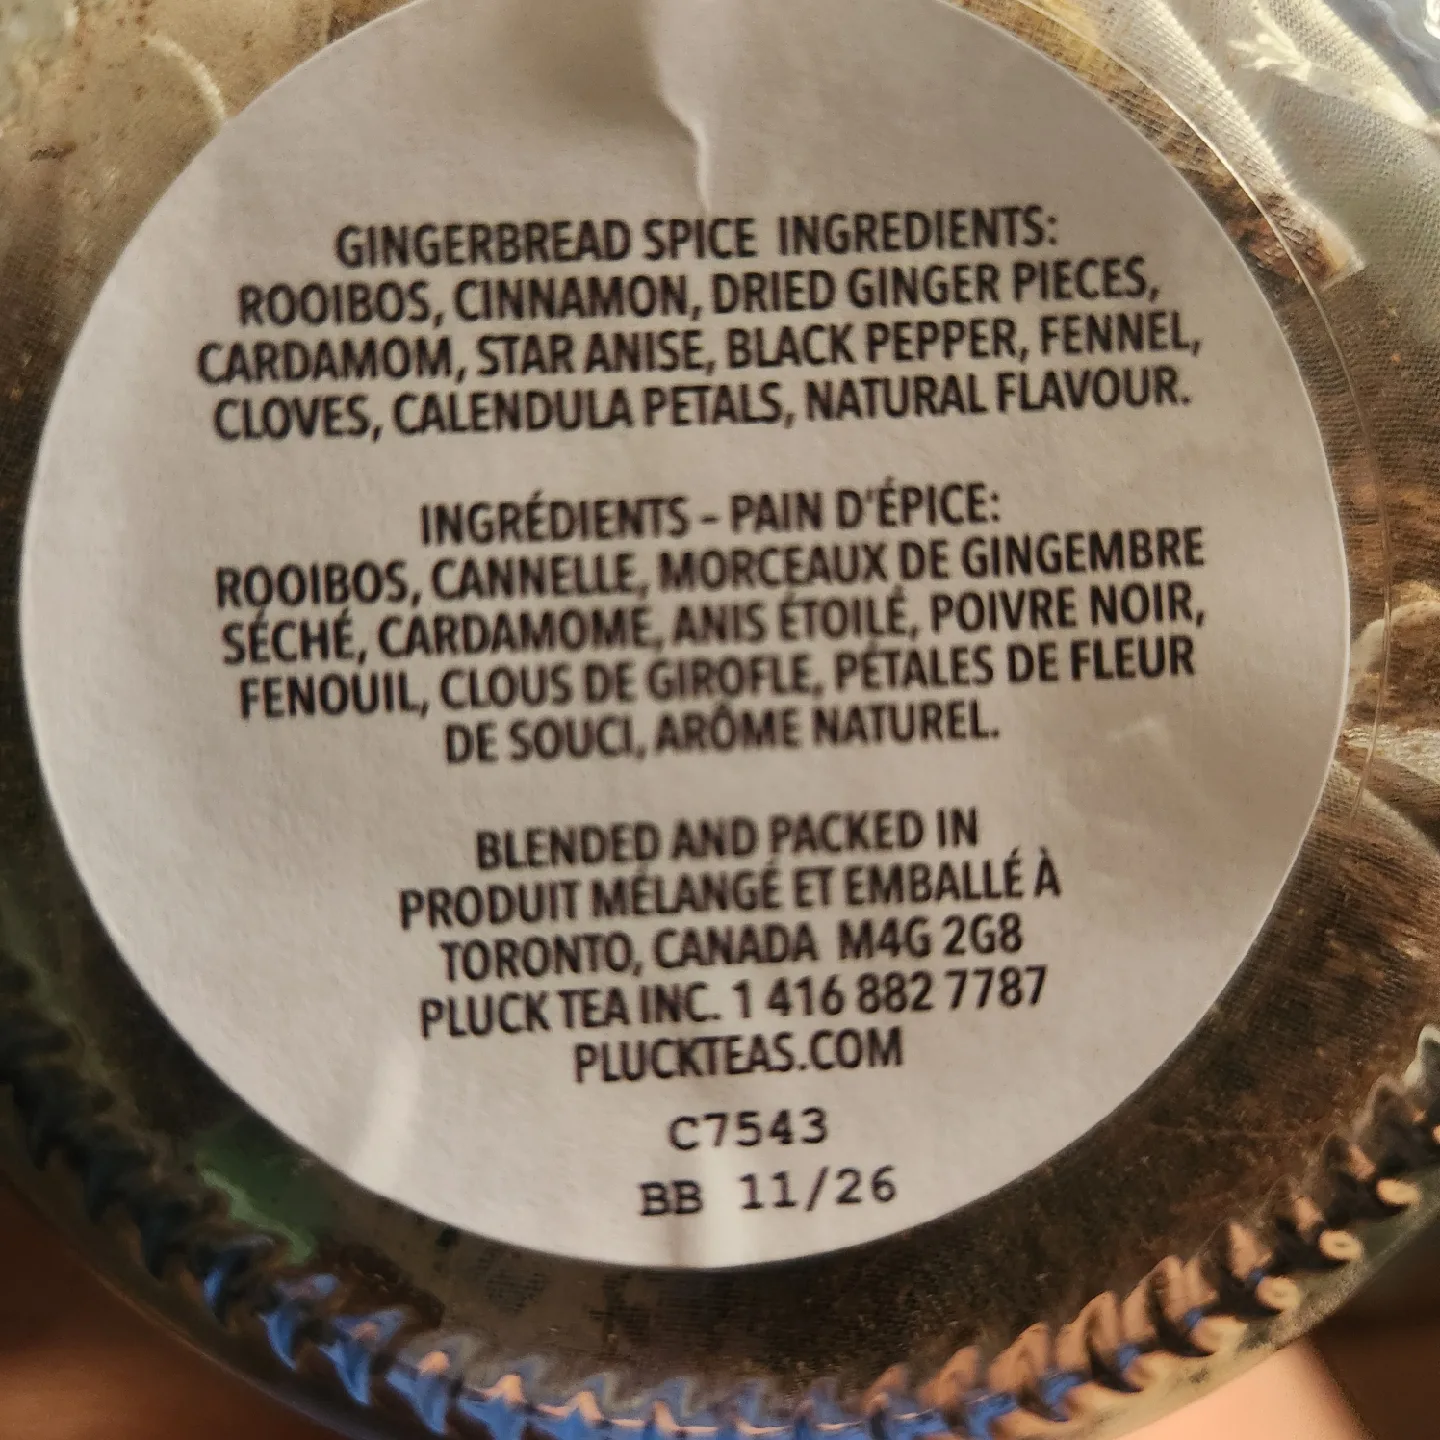 GINGERBREAD SPICE INGREDIENTS:
ROOIBOS, CINNAMON, DRIED GINGER PIECES,
CARDAMOM, STAR ANISE, BLACK PEPPER, FENNEL,
CLOVES, CALENDULA PETALS, NATURAL FLAVOUR.
INGRÉDIENTS – PAIN D'ÉPICE:
ROOIBOS, CANNELLE, MORCEAUX DE GINGEMBRE
SÉCHÉ, CARDAMOME, ANIS ÉTOILÉ, POIVRE NOIR,
FENOUIL, CLOUS DE GIROFLE, PÉTALES DE FLEUR
DE SOUCI, ARÔME NATUREL.
BLENDED AND PACKED IN
PRODUIT MÉLANGÉ ET EMBALLÉ À
TORONTO, CANADA M4G 2G8
PLUCK TEA INC. 1 416 882 7787
PLUCKTEAS.COM
C7543
BB 11/26